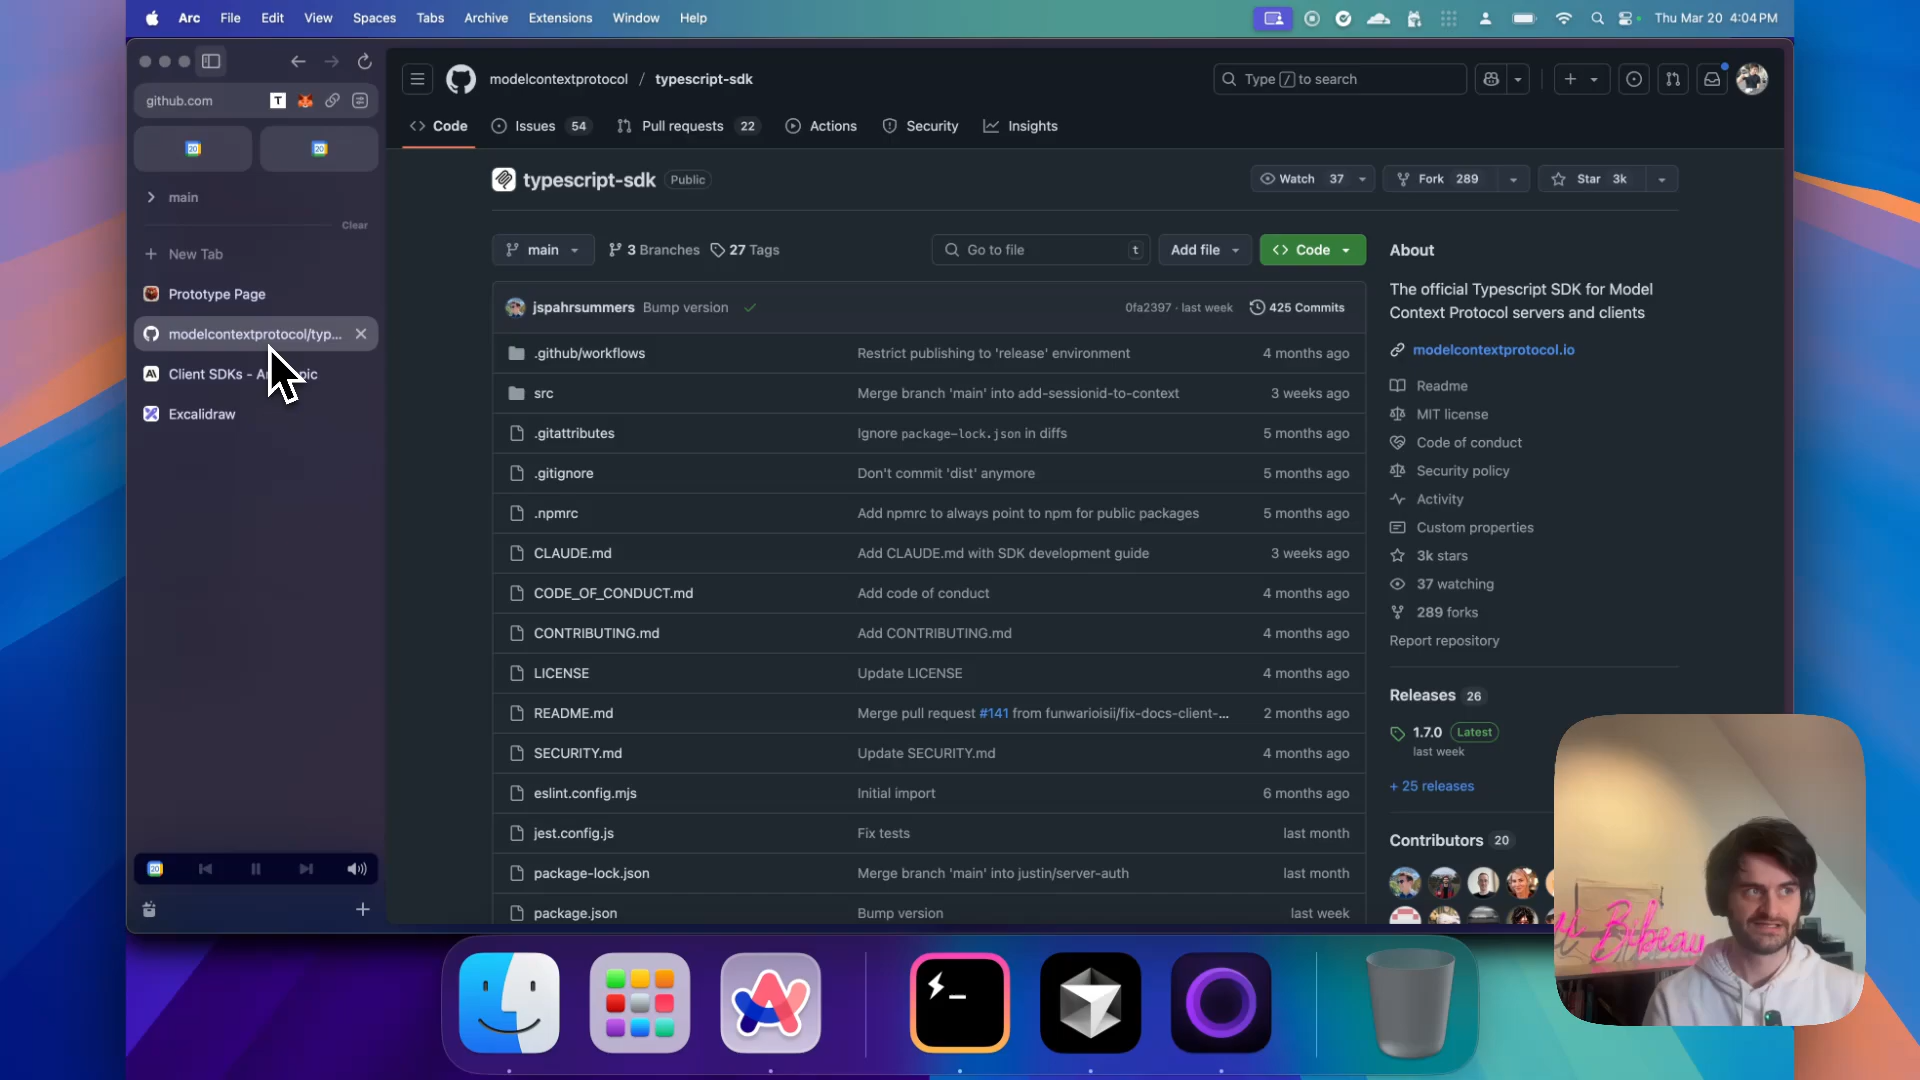 Arc File Edit View Spaces Tabs Archive Extensions Window Help Thu Mar 20 4:04 PM
modelcontextprotocol / typescript-sdk
Type / to search
github.com
Code Issues 54 Pull requests 22 Actions Security Insights
main
Clear
New Tab
Prototype Page
modelcontextprotocol/typ...
Client SDKs -
Excalidraw
typescript-sdk Public
Watch 37 Fork 289 Star 3k
main 3 Branches 27 Tags
Go to file t Add file Code
jspahrsummers Bump version 0fa2397 · last week 425 Commits
.github/workflows Restrict publishing to 'release' environment 4 months ago
src Merge branch 'main' into add-sessionid-to-context 3 weeks ago
.gitattributes Ignore package-lock.json in diffs 5 months ago
.gitignore Don't commit 'dist' anymore 5 months ago
.npmrc Add npmrc to always point to npm for public packages 5 months ago
CLAUDE.md Add CLAUDE.md with SDK development guide 3 weeks ago
CODE_OF_CONDUCT.md Add code of conduct 4 months ago
CONTRIBUTING.md Add CONTRIBUTING.md 4 months ago
LICENSE Update LICENSE 4 months ago
README.md Merge pull request #141 from funwarioisii/fix-docs-client-... 2 months ago
SECURITY.md Update SECURITY.md 4 months ago
eslint.config.mjs Initial import 6 months ago
jest.config.js Fix tests last month
package-lock.json Merge branch 'main' into justin/server-auth last month
package.json Bump version last week
About
The official Typescript SDK for Model
Context Protocol servers and clients
modelcontextprotocol.io
Readme
MIT license
Code of conduct
Security policy
Activity
Custom properties
3k stars
37 watching
289 forks
Report repository
Releases 26
1.7.0 Latest
last week
+ 25 releases
Contributors 20
Bibeau